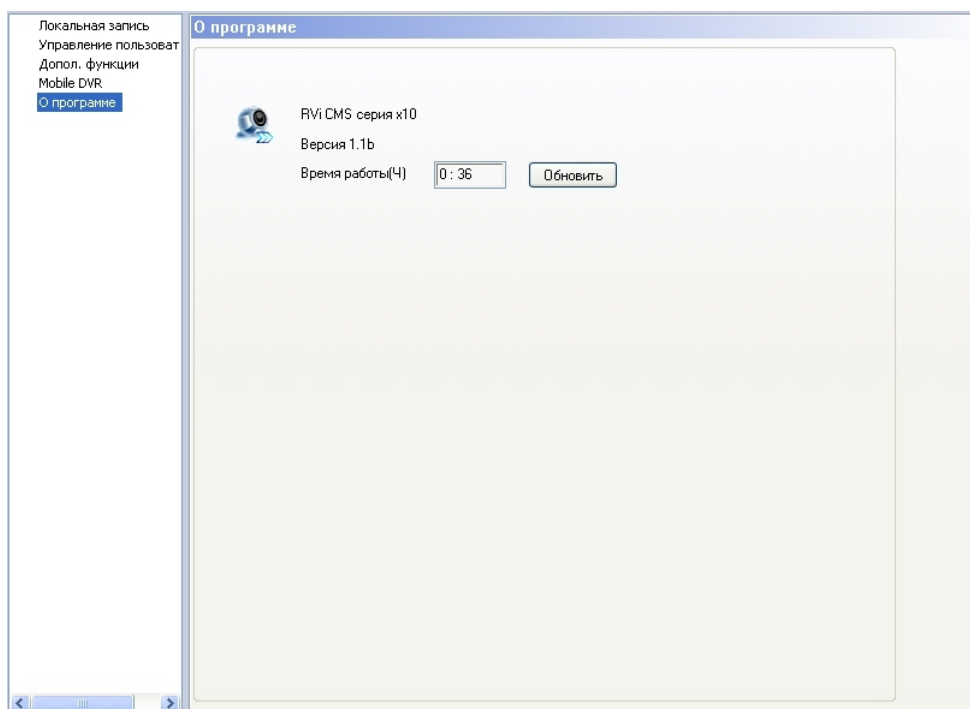 Локальная запись
Управление пользоват
Допол. функции
Mobile DVR
О программе
О программе
RVi CMS серия x10
Версия 1.1b
Время работы(Ч) 0 : 36 Обновить